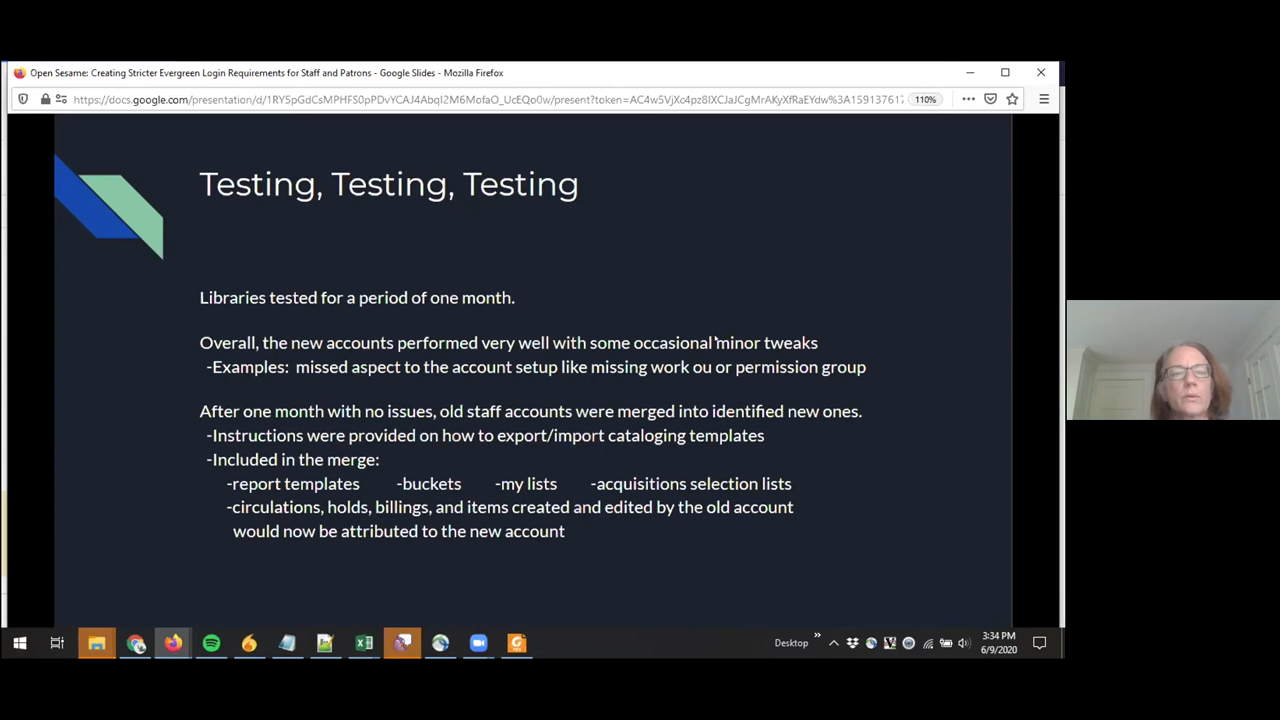 Open Sesame: Creating Stricter Evergreen Login Requirements for Staff and Patrons - Google Slides - Mozilla Firefox
110%
Testing, Testing, Testing
Libraries tested for a period of one month.
Overall, the new accounts performed very well with some occasional minor tweaks
-Examples: missed aspect to the account setup like missing work ou or permission group
After one month with no issues, old staff accounts were merged into identified new ones.
-Instructions were provided on how to export/import cataloging templates
-Included in the merge:
-report templates -buckets -my lists -acquisitions selection lists
-circulations, holds, billings, and items created and edited by the old account
would now be attributed to the new account
Desktop
3:34 PM
6/9/2020